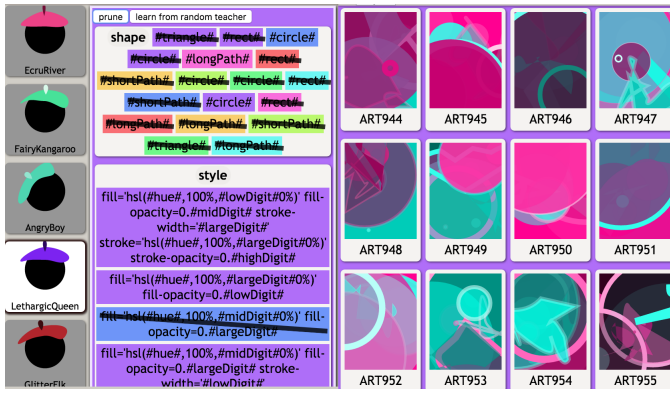 prune
learn from random teacher
shape #triangle# #rect# #circle#
#circle# #longPath# #rect#
#shortPath# #circle# #circle# #rect#
#shortPath# #circle# #rect#
#longPath# #longPath# #shortPath#
#triangle# #longPath#
style
fill='hsl(#hue#,100%,#lowDigit#0%)' fill-
opacity=0.#midDigit# stroke-
width='#largeDigit#'
stroke='hsl(#hue#,100%,#largeDigit#0%)'
stroke-opacity=0.#highDigit#
fill='hsl(#hue#,100%,#largeDigit#0%)'
fill-opacity=0.#lowDigit#
fill='hsl(#hue#,100%,#midDigit#0%)' fill-
opacity=0.#largeDigit#
fill='hsl(#hue#,100%,#midDigit#0%)' fill-
opacity=0.#largeDigit# stroke-
width='#lowDigit#'
EcruRiver
FairyKangaroo
AngryBoy
LethargicQueen
GlitterElk
ART944
ART945
ART946
ART947
ART948
ART949
ART950
ART951
ART952
ART953
ART954
ART955